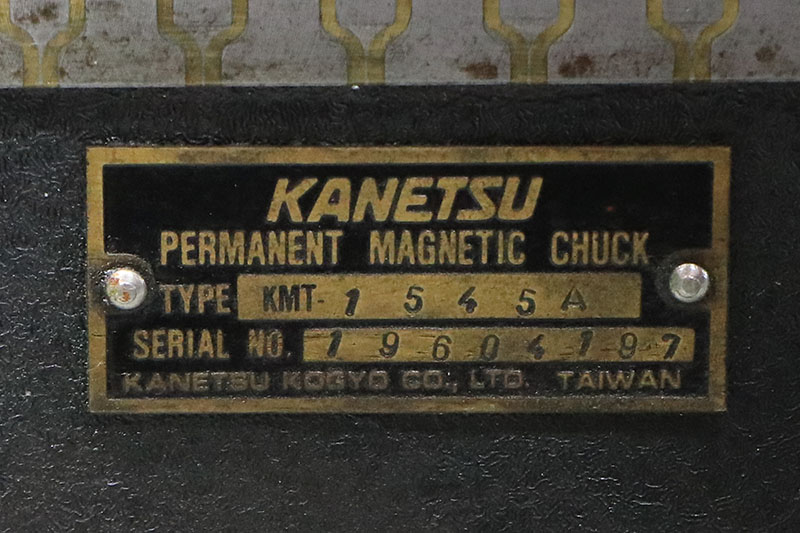 KANETSU
PERMANENT MAGNETIC CHUCK
TYPE KMT-1545A
SERIAL NO. 19604197
KANETSU KOGYO CO., LTD. TAIWAN